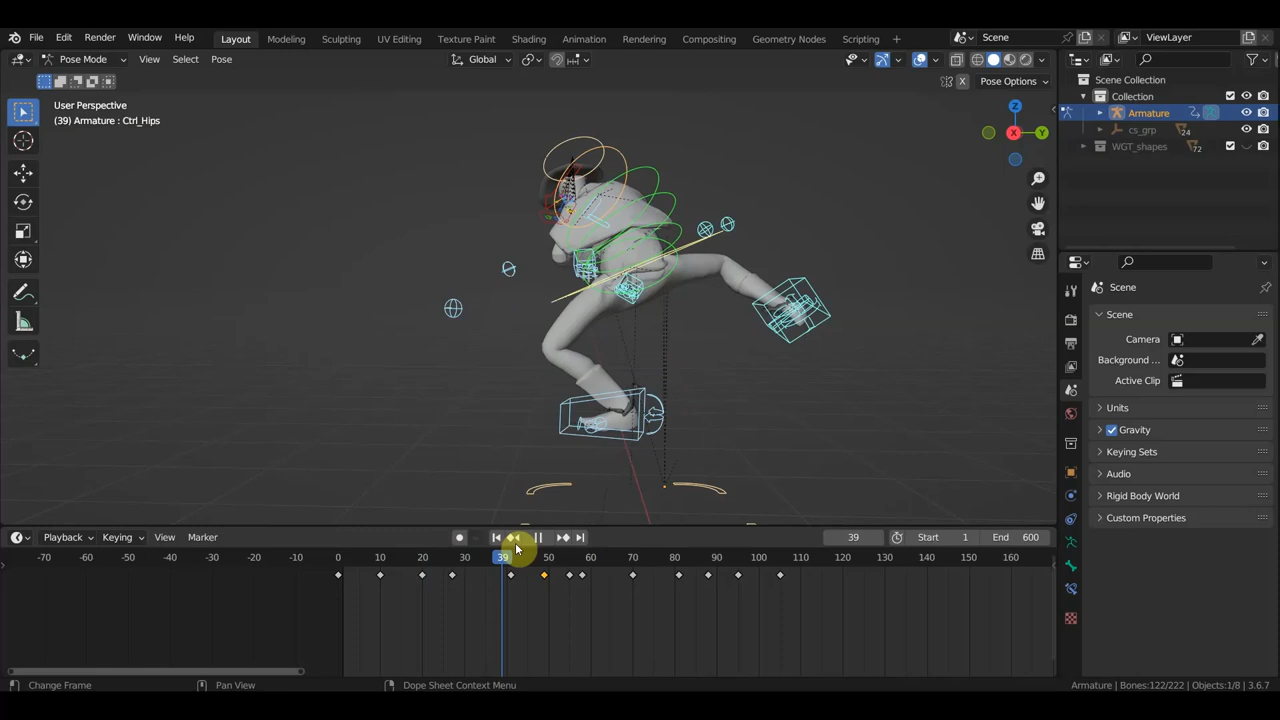 File Edit Render Window Help Layout Modeling Sculpting UV Editing Texture Paint Shading Animation Rendering Compositing Geometry Nodes Scripting + Scene ViewLayer
Pose Mode View Select Pose Global
X Pose Options
Scene Collection
Collection
Armature
cs_grp 24
WGT_shapes 72
User Perspective
(39) Armature : Ctrl_Hips
Z
X Y
Scene
Scene
Camera
Background ...
Active Clip
Units
Gravity
Keying Sets
Audio
Rigid Body World
Custom Properties
Playback Keying View Marker 39 Start 1 End 600
-70 -60 -50 -40 -30 -20 -10 0 10 20 30 39 50 60 70 80 90 100 110 120 130 140 150 160
Change Frame Pan View Dope Sheet Context Menu Armature | Bones:122/222 | Objects:1/8 | 3.6.7